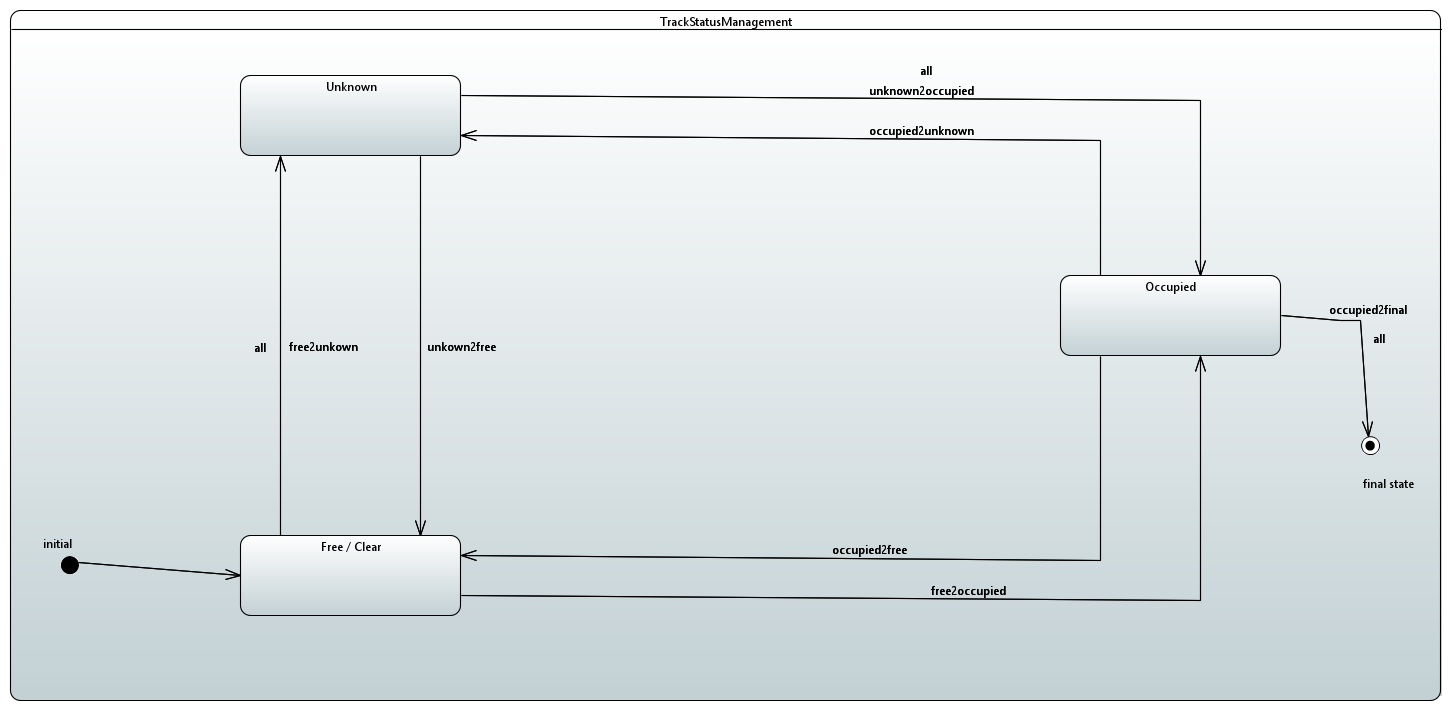 TrackStatusManagement
all
Unknown
unknown2occupied
occupied2unknown
Occupied
occupied2final
all
all
free2unkown
unkown2free
final state
initial
Free / Clear
occupied2free
free2occupied